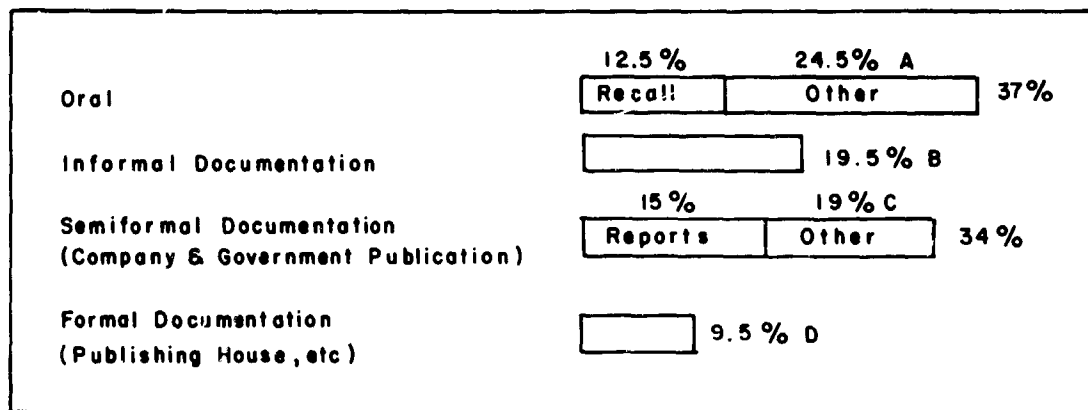 12.5% 24.5% A
Oral Recall Other 37%
Informal Documentation 19.5% B
15% 19% C
Semiformal Documentation Reports Other 34%
(Company & Government Publication)
Formal Documentation
(Publishing House, etc) 9.5% D